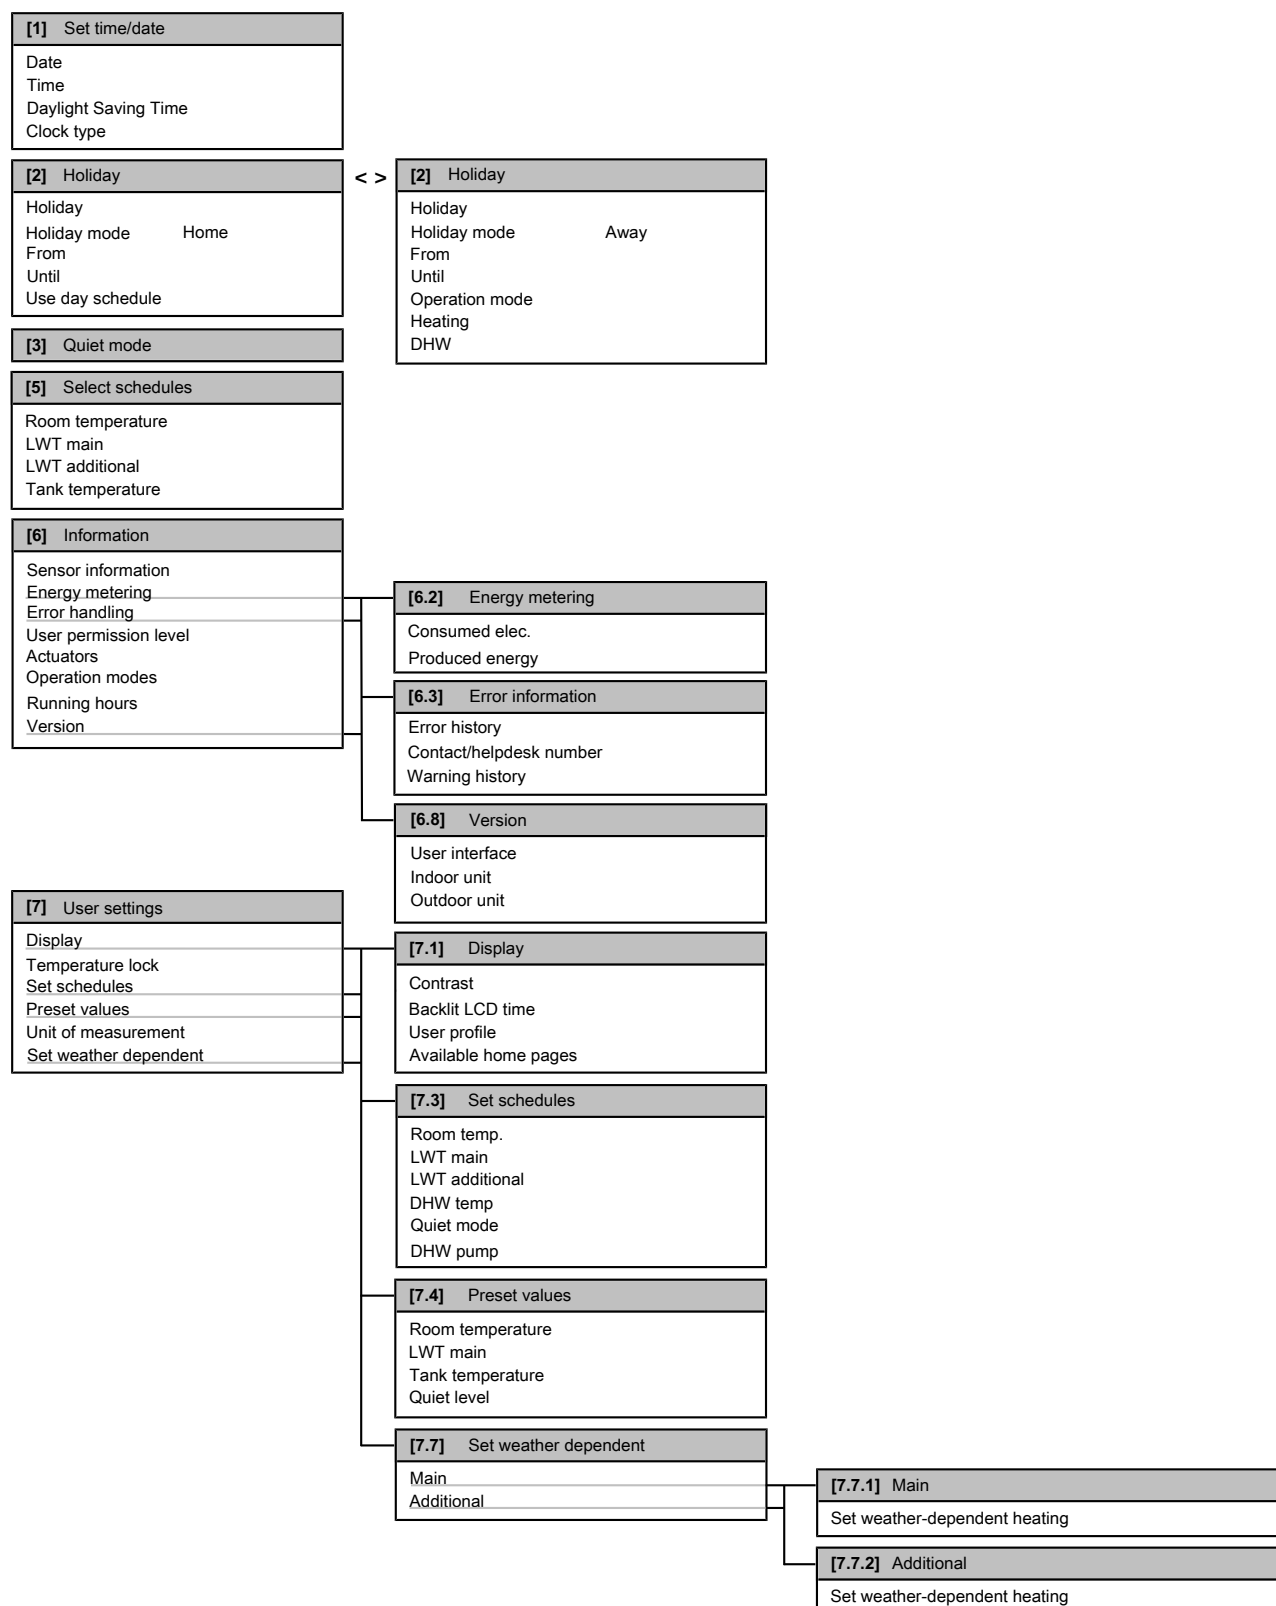 [1] Set time/date
Date
Time
Daylight Saving Time
Clock type
[2] Holiday
Holiday
Holiday mode Home
From
Until
Use day schedule
< >
[2] Holiday
Holiday
Holiday mode Away
From
Until
Operation mode
Heating
DHW
[3] Quiet mode
[5] Select schedules
Room temperature
LWT main
LWT additional
Tank temperature
[6] Information
Sensor information
Energy metering
Error handling
User permission level
Actuators
Operation modes
Running hours
Version
[6.2] Energy metering
Consumed elec.
Produced energy
[6.3] Error information
Error history
Contact/helpdesk number
Warning history
[6.8] Version
User interface
Indoor unit
Outdoor unit
[7] User settings
Display
Temperature lock
Set schedules
Preset values
Unit of measurement
Set weather dependent
[7.1] Display
Contrast
Backlit LCD time
User profile
Available home pages
[7.3] Set schedules
Room temp.
LWT main
LWT additional
DHW temp
Quiet mode
DHW pump
[7.4] Preset values
Room temperature
LWT main
Tank temperature
Quiet level
[7.7] Set weather dependent
Main
Additional
[7.7.1] Main
Set weather-dependent heating
[7.7.2] Additional
Set weather-dependent heating